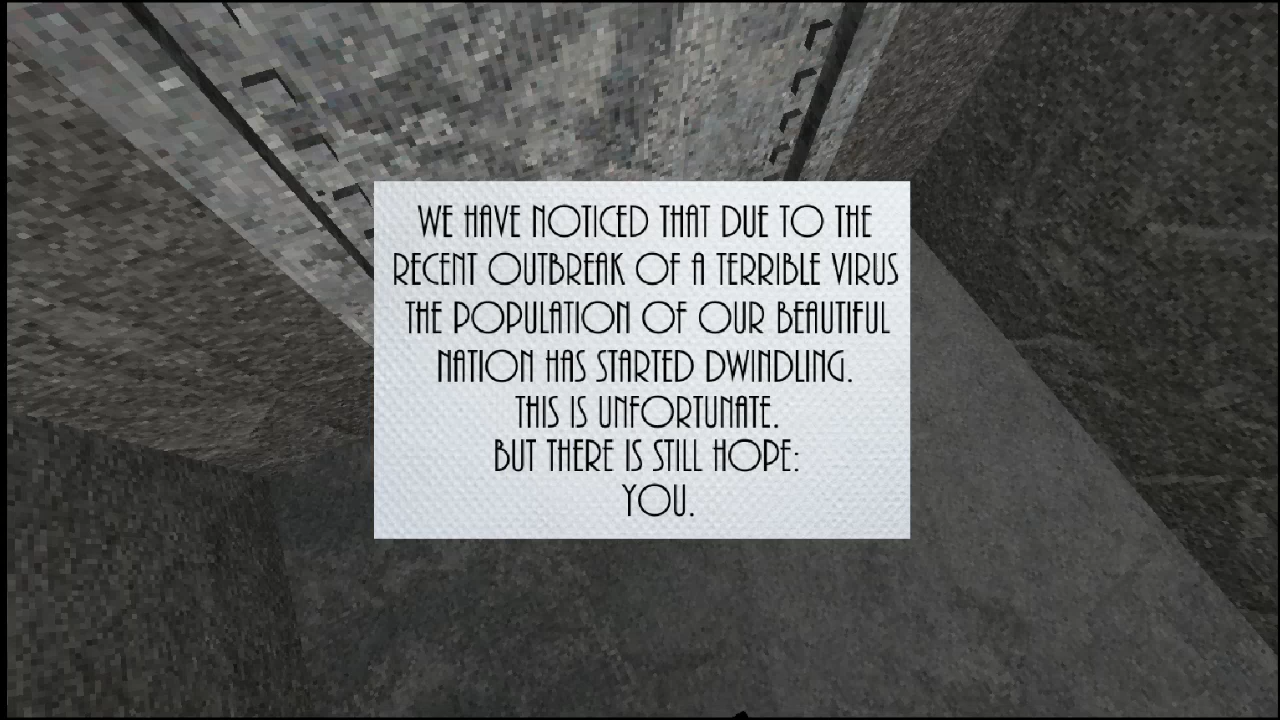 WE HAVE NOTICED THAT DUE TO THE
RECENT OUTBREAK OF A TERRIBLE VIRUS
THE POPULATION OF OUR BEAUTIFUL
NATION HAS STARTED DWINDLING.
THIS IS UNFORTUNATE.
BUT THERE IS STILL HOPE:
YOU.